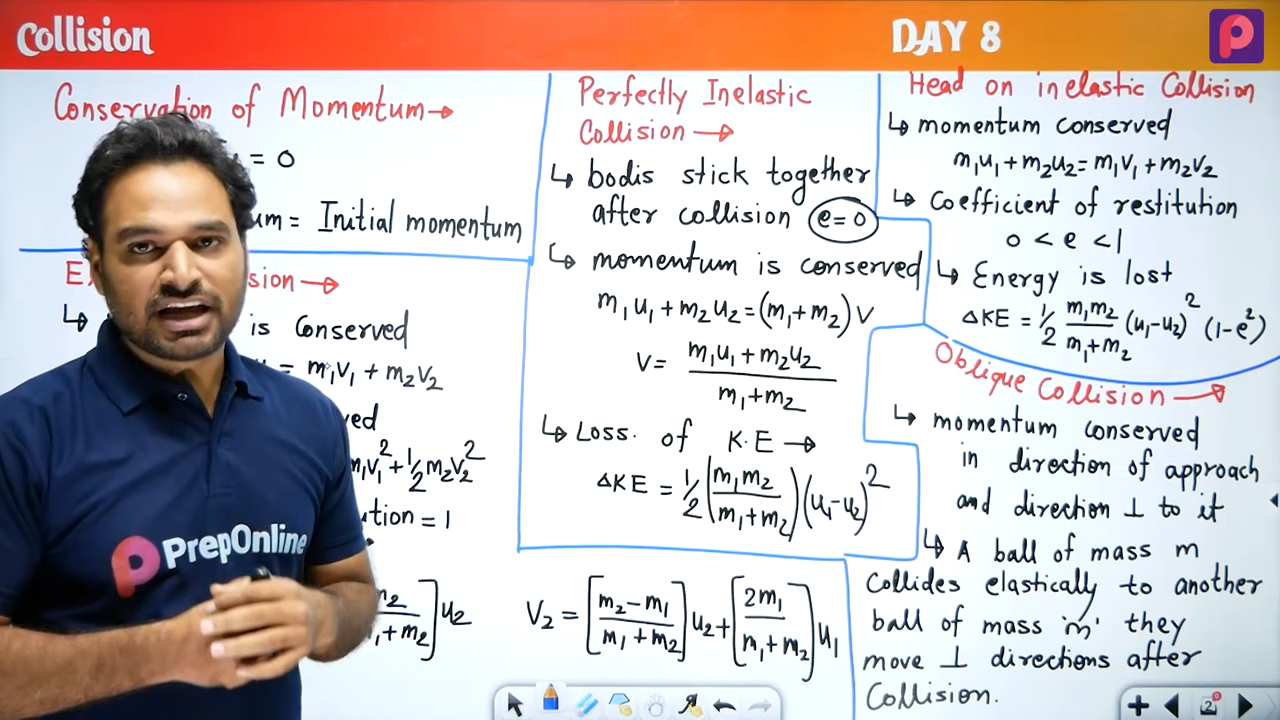 Collision
DAY 8
Conservation of Momentum→
= 0
um = Initial momentum
E sion →
↳ is Conserved
= m₁v₁ + m₂v₂
ved
m₁v₁² + ½ m₂v₂²
ution = 1
m₂]u₂
₁+m₂
V₂ = [(m₂-m₁)/(m₁+m₂)]u₂ + [2m₁/(m₁+m₂)]u₁
PrepOnline
Perfectly Inelastic
Collision →
↳ bodis stick together
after collision e=0
↳ momentum is conserved
m₁u₁+m₂u₂=(m₁+m₂)V
V= (m₁u₁+m₂u₂)/(m₁+m₂)
↳ Loss. of K.E →
ΔKE = ½ (m₁m₂/(m₁+m₂))(u₁-u₂)²
Head on inelastic Collision
↳ momentum conserved
m₁u₁+m₂u₂=m₁v₁+m₂v₂
↳ Coefficient of restitution
0 < e < 1
↳ Energy is lost
ΔKE = ½ m₁m₂/(m₁+m₂) (u₁-u₂)² (1-e²)
Oblique Collision →
↳ momentum conserved
in direction of approach
and direction ⊥ to it
↳ A ball of mass m
Collides elastically to another
ball of mass 'm' they
move ⊥ directions after
Collision.
2